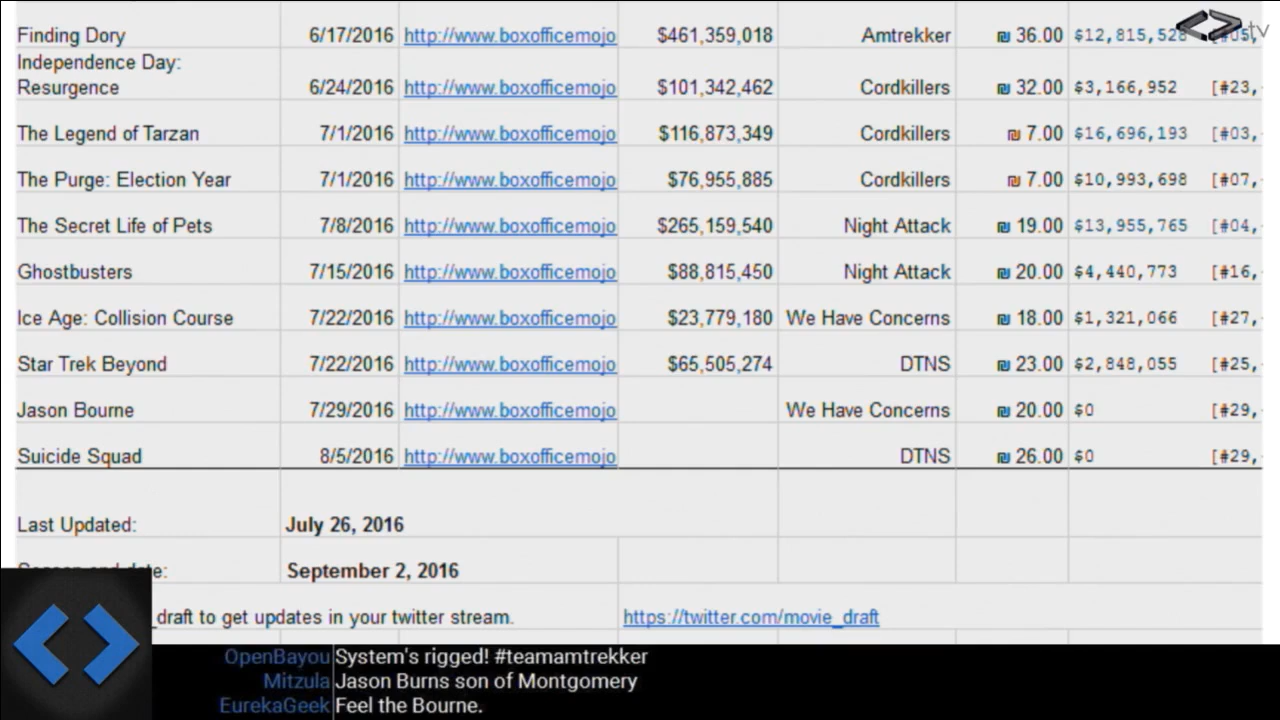 Finding Dory 6/17/2016 http://www.boxofficemojo $461,359,018 Amtrekker ₪ 36.00 $12,815,528 [#05,
Independence Day:
Resurgence 6/24/2016 http://www.boxofficemojo $101,342,462 Cordkillers ₪ 32.00 $3,166,952 [#23,
The Legend of Tarzan 7/1/2016 http://www.boxofficemojo $116,873,349 Cordkillers ₪ 7.00 $16,696,193 [#03,
The Purge: Election Year 7/1/2016 http://www.boxofficemojo $76,955,885 Cordkillers ₪ 7.00 $10,993,698 [#07,
The Secret Life of Pets 7/8/2016 http://www.boxofficemojo $265,159,540 Night Attack ₪ 19.00 $13,955,765 [#04,
Ghostbusters 7/15/2016 http://www.boxofficemojo $88,815,450 Night Attack ₪ 20.00 $4,440,773 [#16,
Ice Age: Collision Course 7/22/2016 http://www.boxofficemojo $23,779,180 We Have Concerns ₪ 18.00 $1,321,066 [#27,
Star Trek Beyond 7/22/2016 http://www.boxofficemojo $65,505,274 DTNS ₪ 23.00 $2,848,055 [#25,
Jason Bourne 7/29/2016 http://www.boxofficemojo We Have Concerns ₪ 20.00 $0 [#29,
Suicide Squad 8/5/2016 http://www.boxofficemojo DTNS ₪ 26.00 $0 [#29,
Last Updated: July 26, 2016
date: September 2, 2016
_draft to get updates in your twitter stream. https://twitter.com/movie_draft
OpenBayou System's rigged! #teamamtrekker
Mitzula Jason Burns son of Montgomery
EurekaGeek Feel the Bourne.
tv